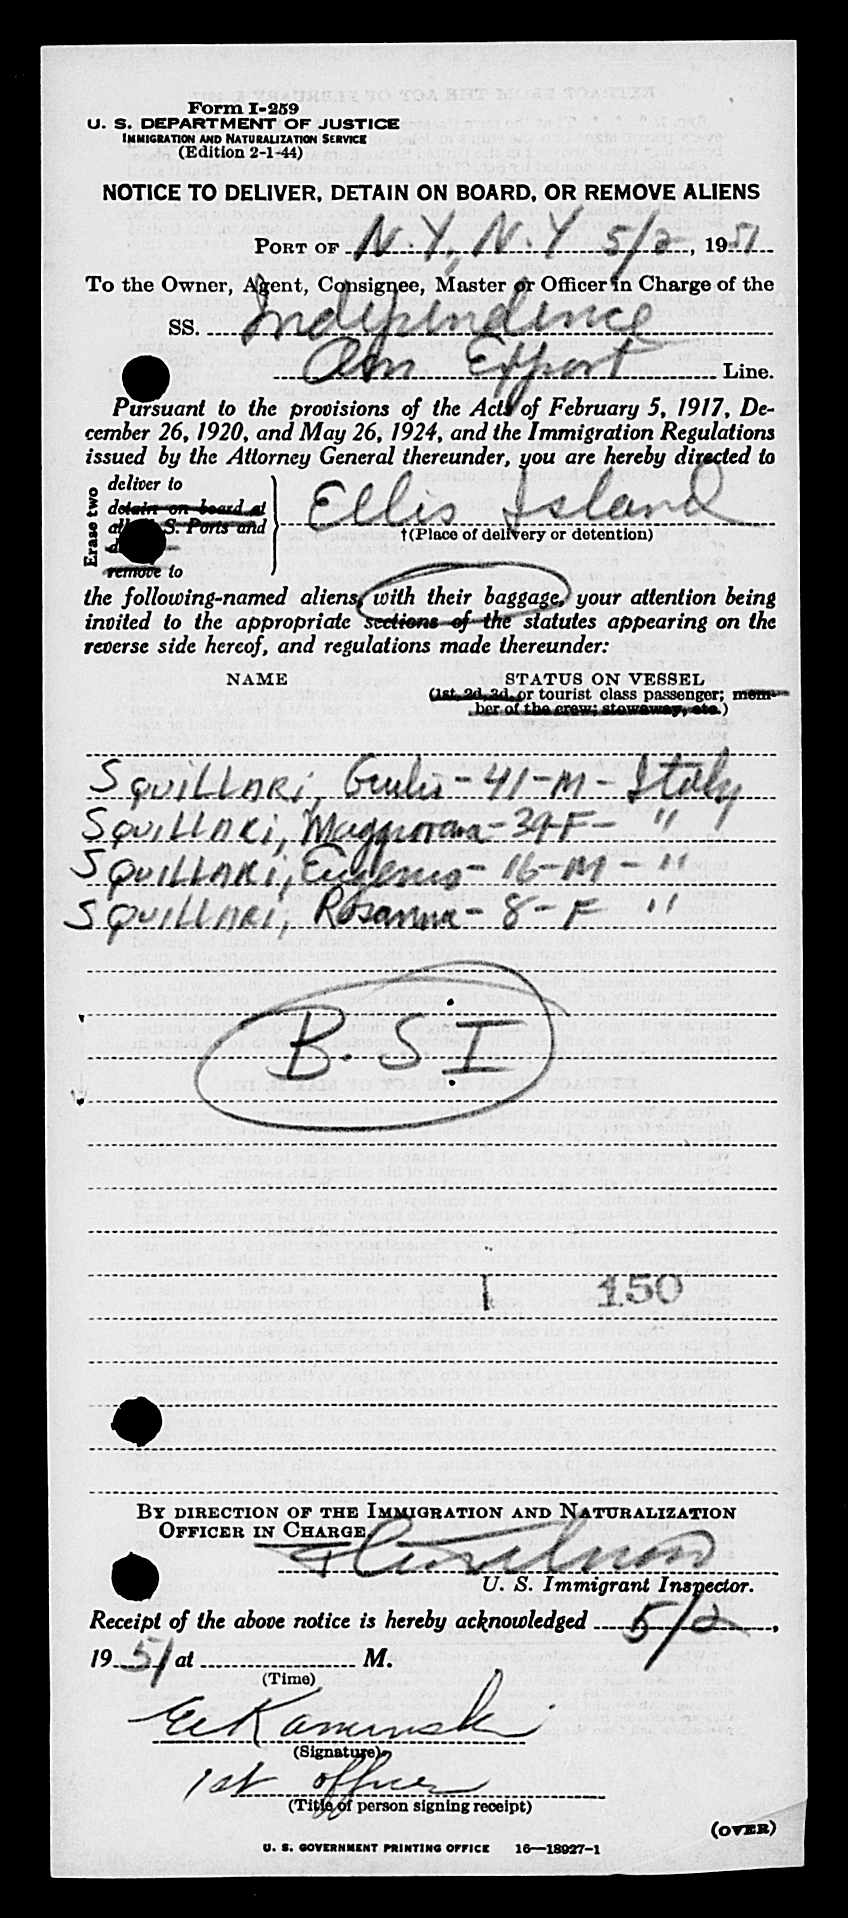 Form I-259
U. S. DEPARTMENT OF JUSTICE
IMMIGRATION AND NATURALIZATION SERVICE
(Edition 2-1-44)
NOTICE TO DELIVER, DETAIN ON BOARD, OR REMOVE ALIENS
PORT OF N.Y, N.Y 5/2, 1951
To the Owner, Agent, Consignee, Master or Officer in Charge of the
SS. Independence
Am Export Line.
Pursuant to the provisions of the Acts of February 5, 1917, De-
cember 26, 1920, and May 26, 1924, and the Immigration Regulations
issued by the Attorney General thereunder, you are hereby directed to
Erase two
deliver to
detain on board at
S. Ports and
remove to
Ellis Island
†(Place of delivery or detention)
the following-named aliens, with their baggage, your attention being
invited to the appropriate sections of the statutes appearing on the
reverse side hereof, and regulations made thereunder:
NAME STATUS ON VESSEL
(1st, 2d, 3d, or tourist class passenger; mem-
ber of the crew; stowaway, etc.)
SQUILLARI, Giulio - 41 - M - Italy
SQUILLARI, - 39 - F - "
SQUILLARI, Eugenio - 16 - M - "
SQUILLARI, Rosanna - 8 - F "
B.S.I
1 150
BY DIRECTION OF THE IMMIGRATION AND NATURALIZATION
OFFICER IN CHARGE,
U. S. Immigrant Inspector.
Receipt of the above notice is hereby acknowledged 5/2,
1951 at M.
(Time)
Kaminski
(Signature)
1st officer
(Title of person signing receipt)
(OVER)
U. S. GOVERNMENT PRINTING OFFICE 16—18927-1